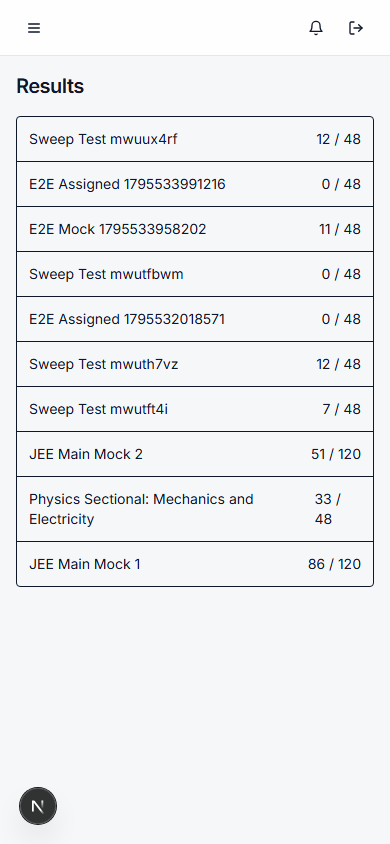 Results
Sweep Test mwuux4rf 12 / 48
E2E Assigned 1795533991216 0 / 48
E2E Mock 1795533958202 11 / 48
Sweep Test mwutfbwm 0 / 48
E2E Assigned 1795532018571 0 / 48
Sweep Test mwuth7vz 12 / 48
Sweep Test mwutft4i 7 / 48
JEE Main Mock 2 51 / 120
Physics Sectional: Mechanics and 33 /
Electricity 48
JEE Main Mock 1 86 / 120
N